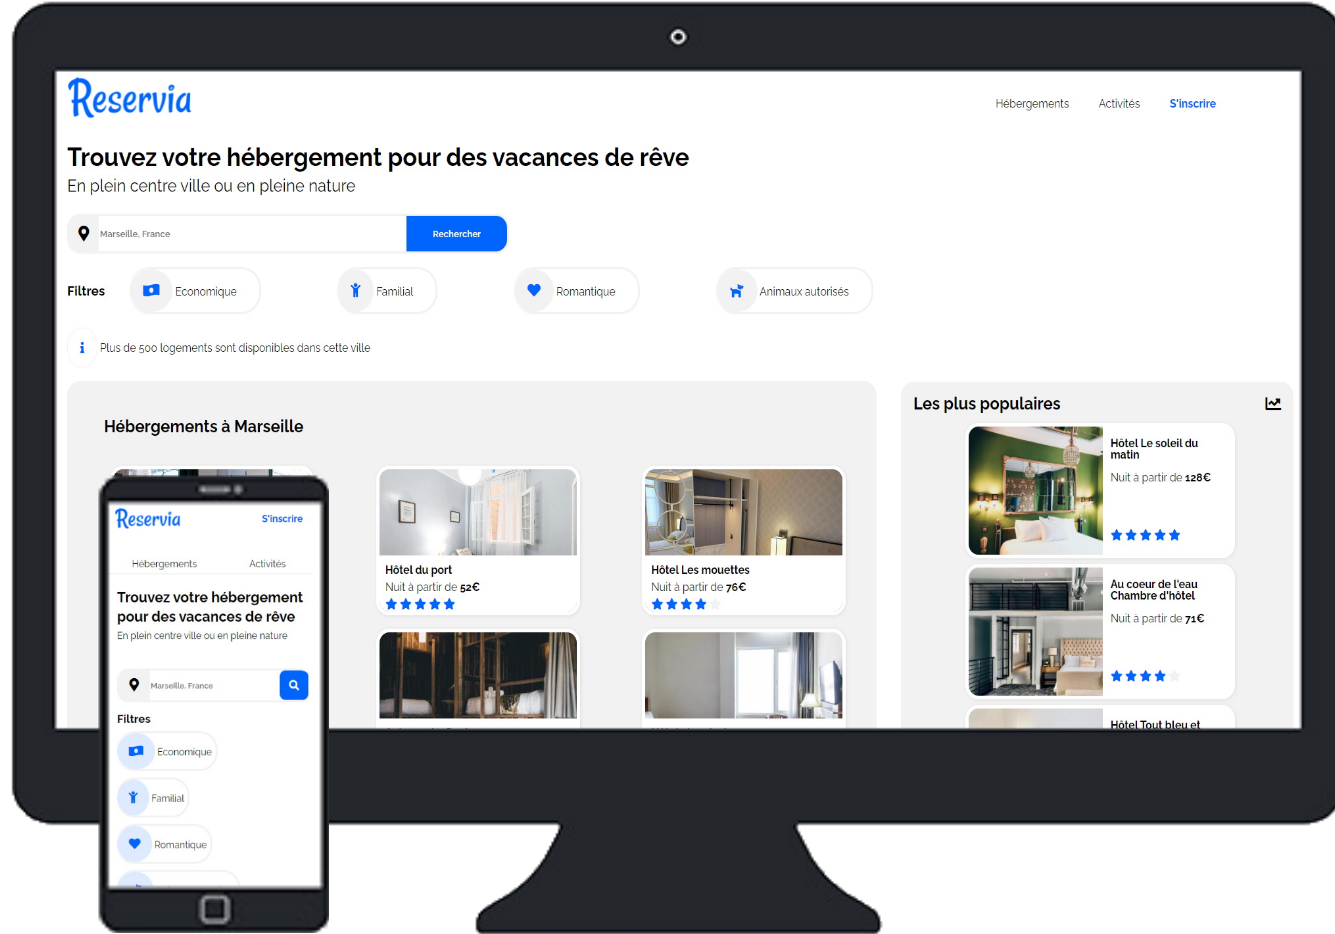 Reservia
Hébergements
Activités
S'inscrire
Trouvez votre hébergement pour des vacances de rêve
En plein centre ville ou en pleine nature
Marseille, France
Rechercher
Filtres
Economique
Familial
Romantique
Animaux autorisés
Plus de 500 logements sont disponibles dans cette ville
Hébergements à Marseille
Hôtel du port
Nuit à partir de 52€
Hôtel Les mouettes
Nuit à partir de 76€
Les plus populaires
Hôtel Le soleil du
matin
Nuit à partir de 128€
Au coeur de l'eau
Chambre d'hôtel
Nuit à partir de 71€
Hôtel Tout bleu et
Reservia
S'inscrire
Hébergements
Activités
Trouvez votre hébergement
pour des vacances de rêve
En plein centre ville ou en pleine nature
Marseille, France
Filtres
Economique
Familial
Romantique